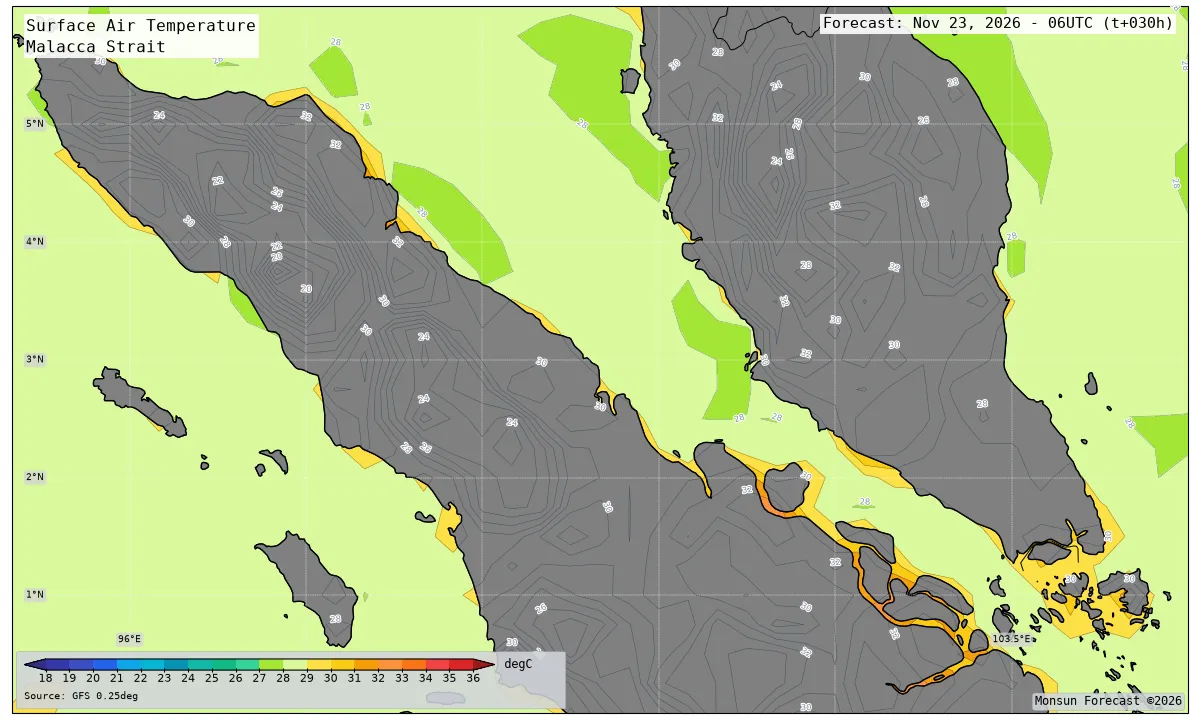 Surface Air Temperature
Malacca Strait
Forecast: Nov 23, 2026 - 06UTC (t+030h)
5°N
4°N
3°N
2°N
1°N
96°E
103.5°E
18 19 20 21 22 23 24 25 26 27 28 29 30 31 32 33 34 35 36
degC
Source: GFS 0.25deg
Monsun Forecast ©2026